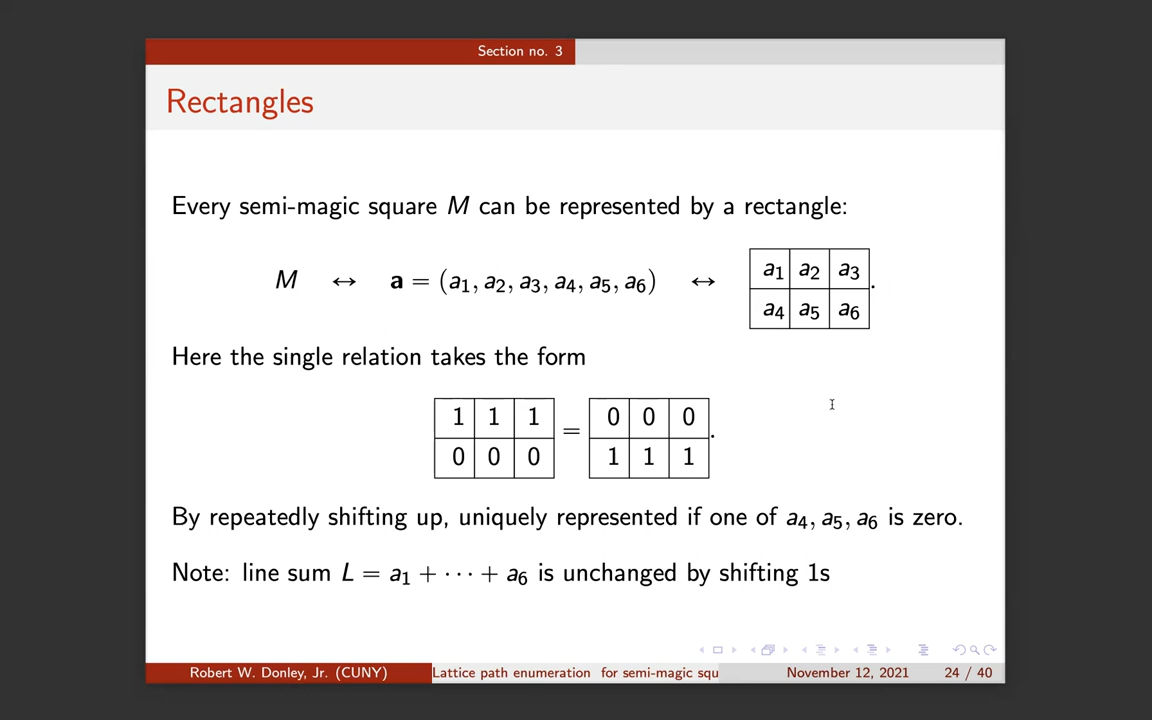 Section no. 3
Rectangles
Every semi-magic square M can be represented by a rectangle:
M ↔ a = (a₁, a₂, a₃, a₄, a₅, a₆) ↔
a₁ a₂ a₃
a₄ a₅ a₆ .
Here the single relation takes the form
1 1 1 = 0 0 0
0 0 0 1 1 1 .
By repeatedly shifting up, uniquely represented if one of a₄, a₅, a₆ is zero.
Note: line sum L = a₁ + ··· + a₆ is unchanged by shifting 1s
Robert W. Donley, Jr. (CUNY) Lattice path enumeration for semi-magic squ November 12, 2021 24 / 40